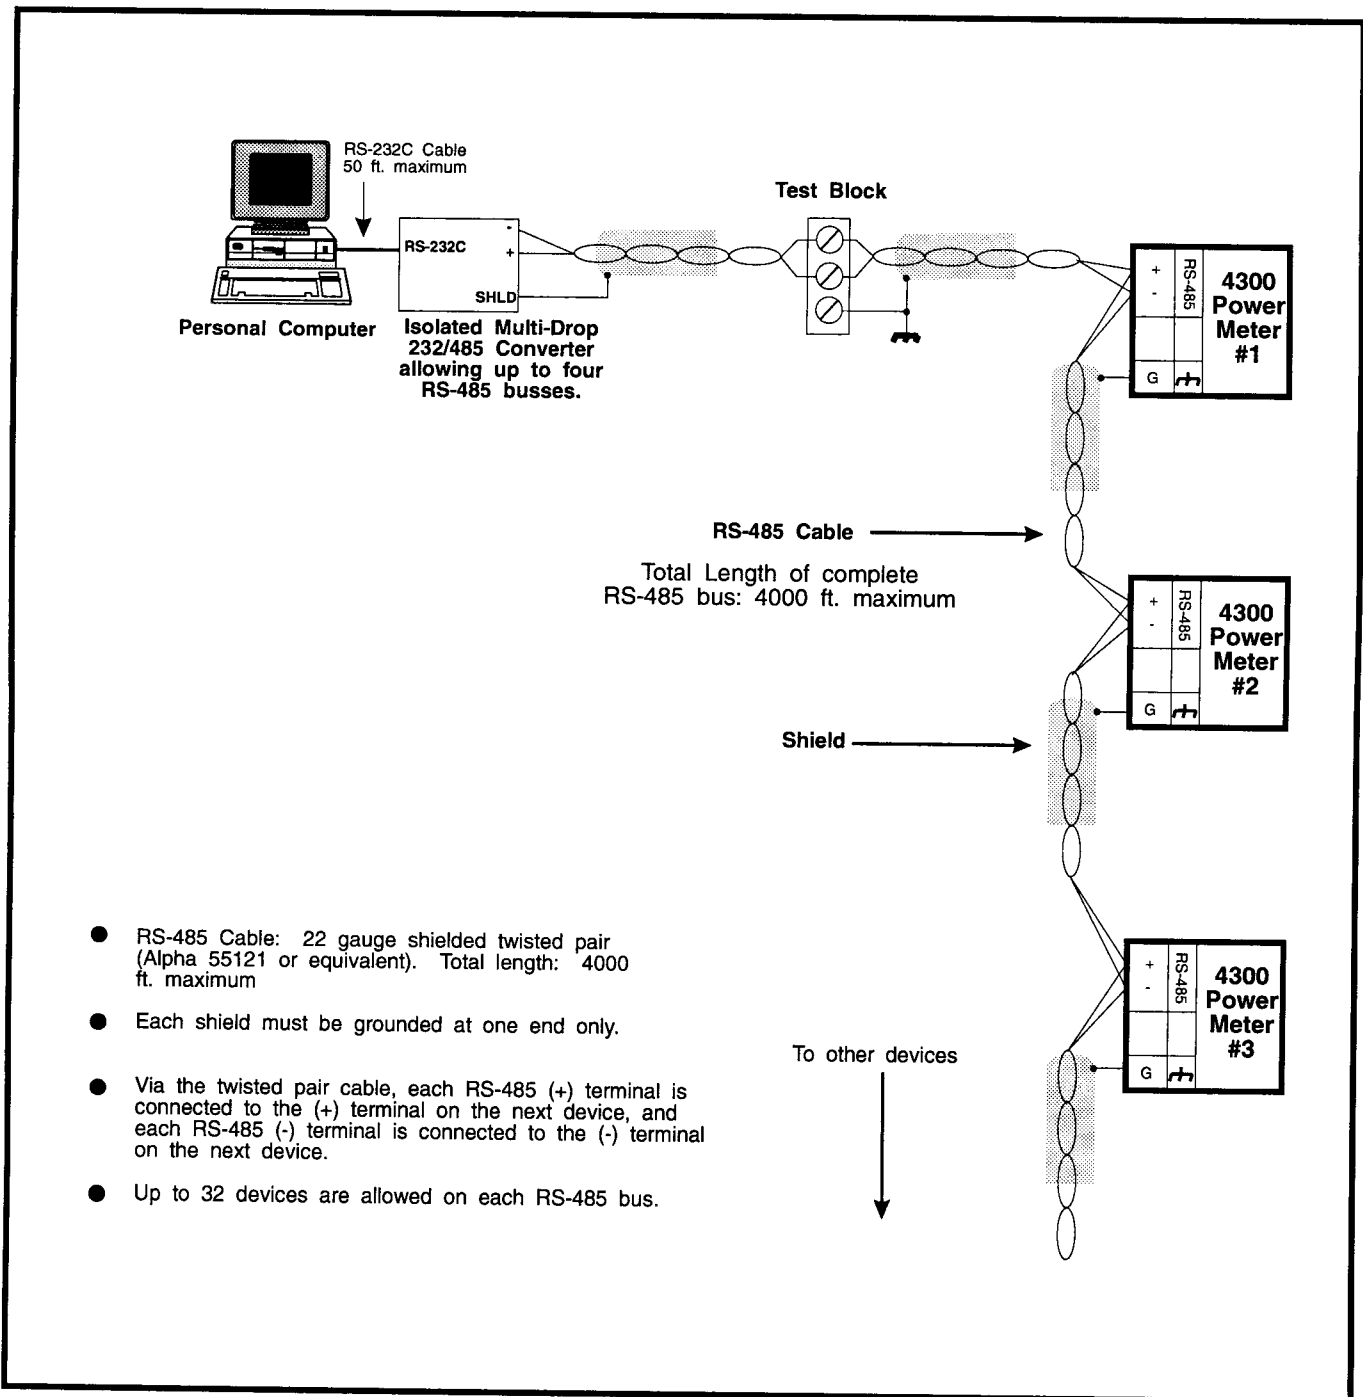 RS-232C Cable
50 ft. maximum
Test Block
RS-232C
-
+
SHLD
Personal Computer
Isolated Multi-Drop
232/485 Converter
allowing up to four
RS-485 busses.
+
-
RS-485
G
4300
Power
Meter
#1
RS-485 Cable
Total Length of complete
RS-485 bus: 4000 ft. maximum
+
-
RS-485
G
4300
Power
Meter
#2
Shield
● RS-485 Cable: 22 gauge shielded twisted pair
(Alpha 55121 or equivalent). Total length: 4000
ft. maximum
● Each shield must be grounded at one end only.
● Via the twisted pair cable, each RS-485 (+) terminal is
connected to the (+) terminal on the next device, and
each RS-485 (-) terminal is connected to the (-) terminal
on the next device.
● Up to 32 devices are allowed on each RS-485 bus.
To other devices
+
-
RS-485
G
4300
Power
Meter
#3